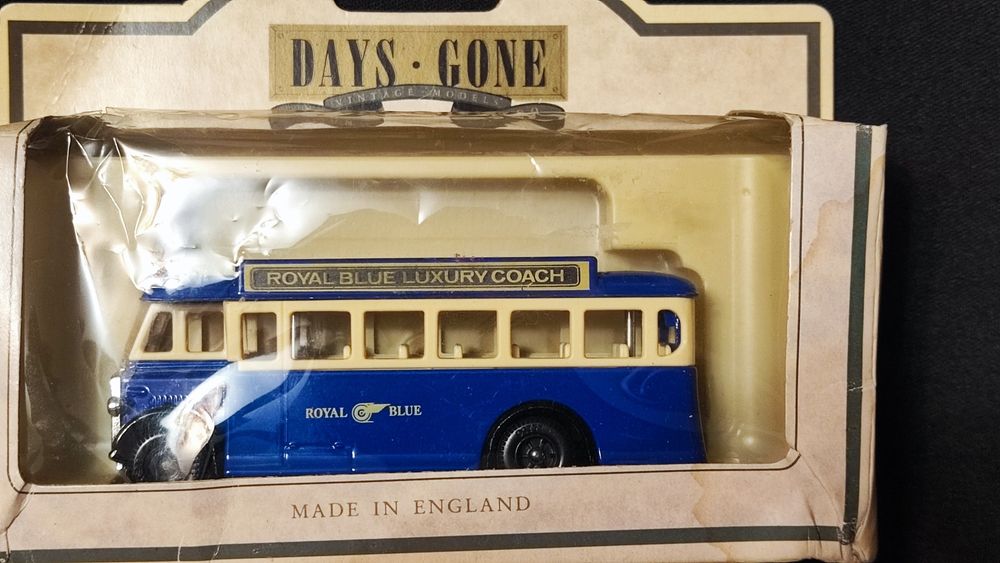 DAYS · GONE
VINTAGE · MODELS
ROYAL BLUE LUXURY COACH
ROYAL BLUE
MADE IN ENGLAND